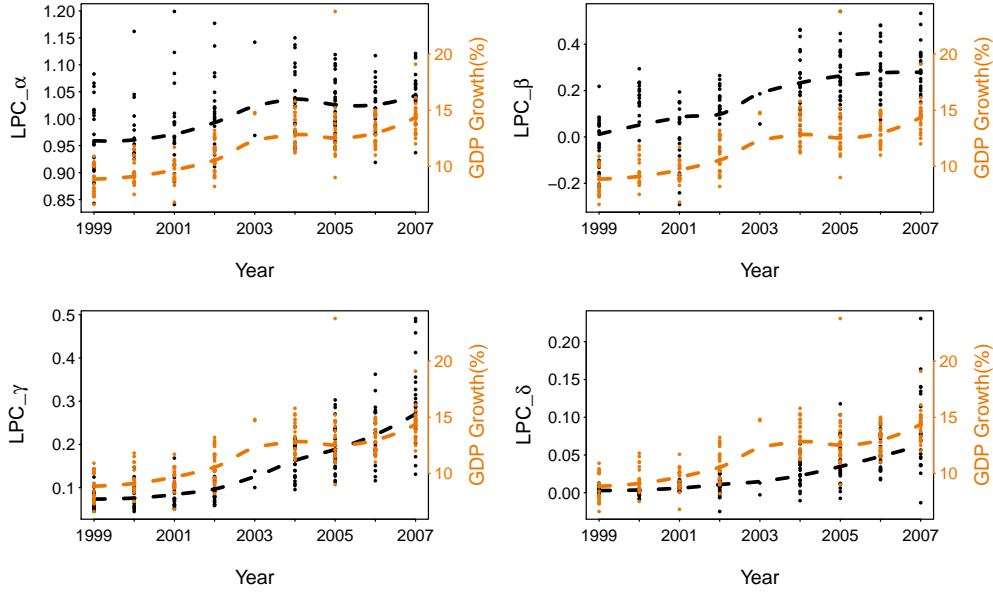 1.20
1.15
1.10
1.05
1.00
0.95
0.90
0.85
LPC_α
20
15
10
GDP Growth(%)
1999 2001 2003 2005 2007
Year
0.4
0.2
0.0
−0.2
LPC_β
20
15
10
GDP Growth(%)
1999 2001 2003 2005 2007
Year
0.5
0.4
0.3
0.2
0.1
LPC_γ
20
15
10
GDP Growth(%)
1999 2001 2003 2005 2007
Year
0.20
0.15
0.10
0.05
0.00
LPC_δ
20
15
10
GDP Growth(%)
1999 2001 2003 2005 2007
Year